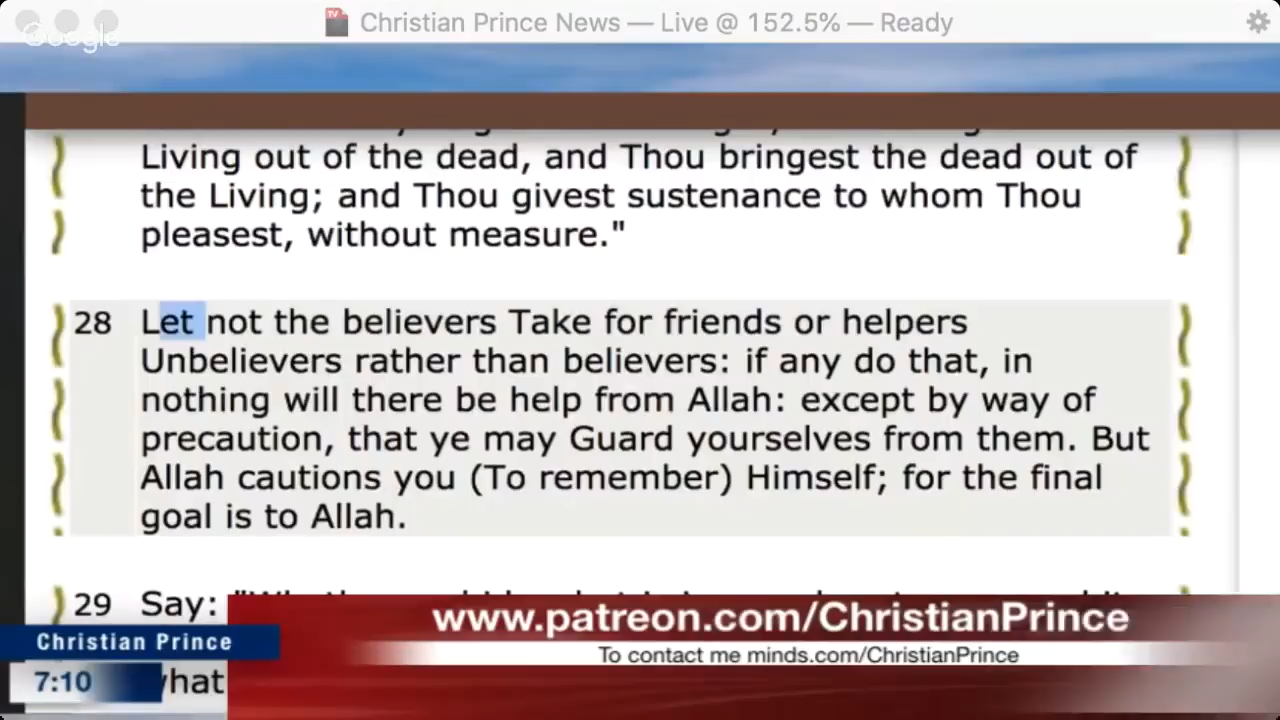 Christian Prince News — Live @ 152.5% — Ready
Google
Living out of the dead, and Thou bringest the dead out of
the Living; and Thou givest sustenance to whom Thou
pleasest, without measure."
28 Let not the believers Take for friends or helpers
Unbelievers rather than believers: if any do that, in
nothing will there be help from Allah: except by way of
precaution, that ye may Guard yourselves from them. But
Allah cautions you (To remember) Himself; for the final
goal is to Allah.
29 Say:
www.patreon.com/ChristianPrince
Christian Prince
To contact me minds.com/ChristianPrince
7:10
what